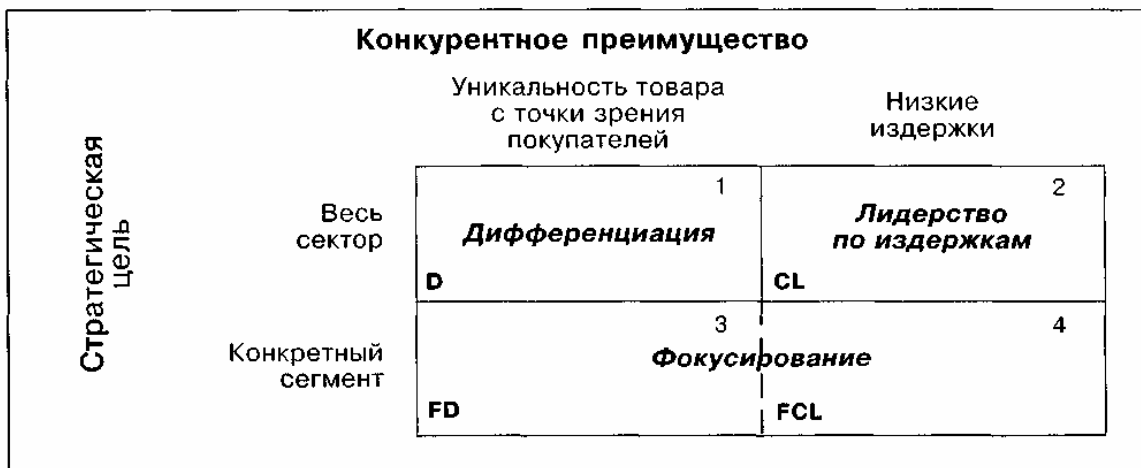 Конкурентное преимущество
Уникальность товара
с точки зрения
покупателей
Низкие
издержки
Стратегическая
цель
Весь
сектор
1
Дифференциация
D
2
Лидерство
по издержкам
CL
Конкретный
сегмент
3
4
Фокусирование
FD
FCL